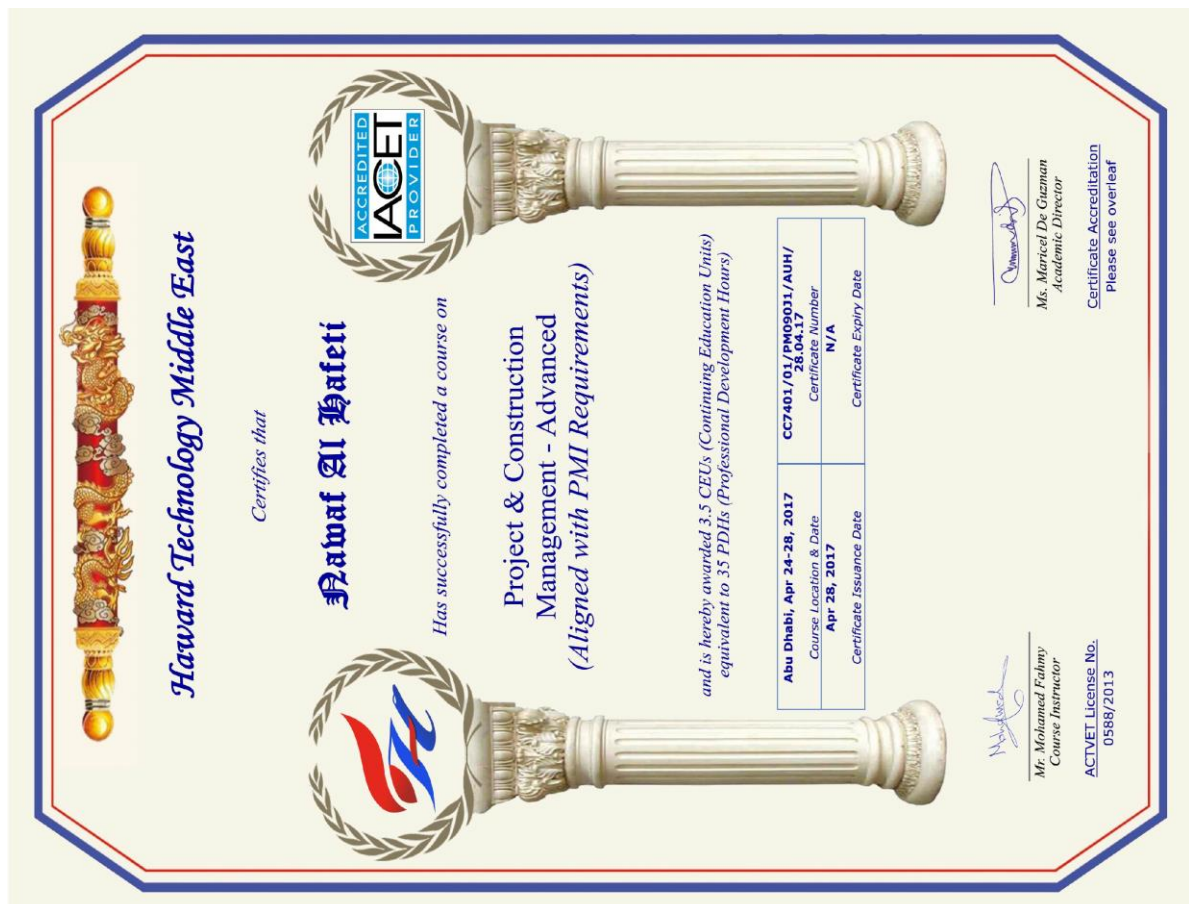 Haward Technology Middle East
Certifies that
Nawaf Al Hafeti
Has successfully completed a course on
Project & Construction
Management - Advanced
(Aligned with PMI Requirements)
ACCREDITED
IACET
PROVIDER
and is hereby awarded 3.5 CEUs (Continuing Education Units)
equivalent to 35 PDHs (Professional Development Hours)
Abu Dhabi, Apr 24-28, 2017
Course Location & Date
CC7401/01/PM09031/AUH/
28.04.17
Certificate Number
Apr 28, 2017
Certificate Issuance Date
N/A
Certificate Expiry Date
Mr. Mohamed Fahmy
Course Instructor
ACTVET License No.
0588/2013
Ms. Maricel De Guzman
Academic Director
Certificate Accreditation
Please see overleaf